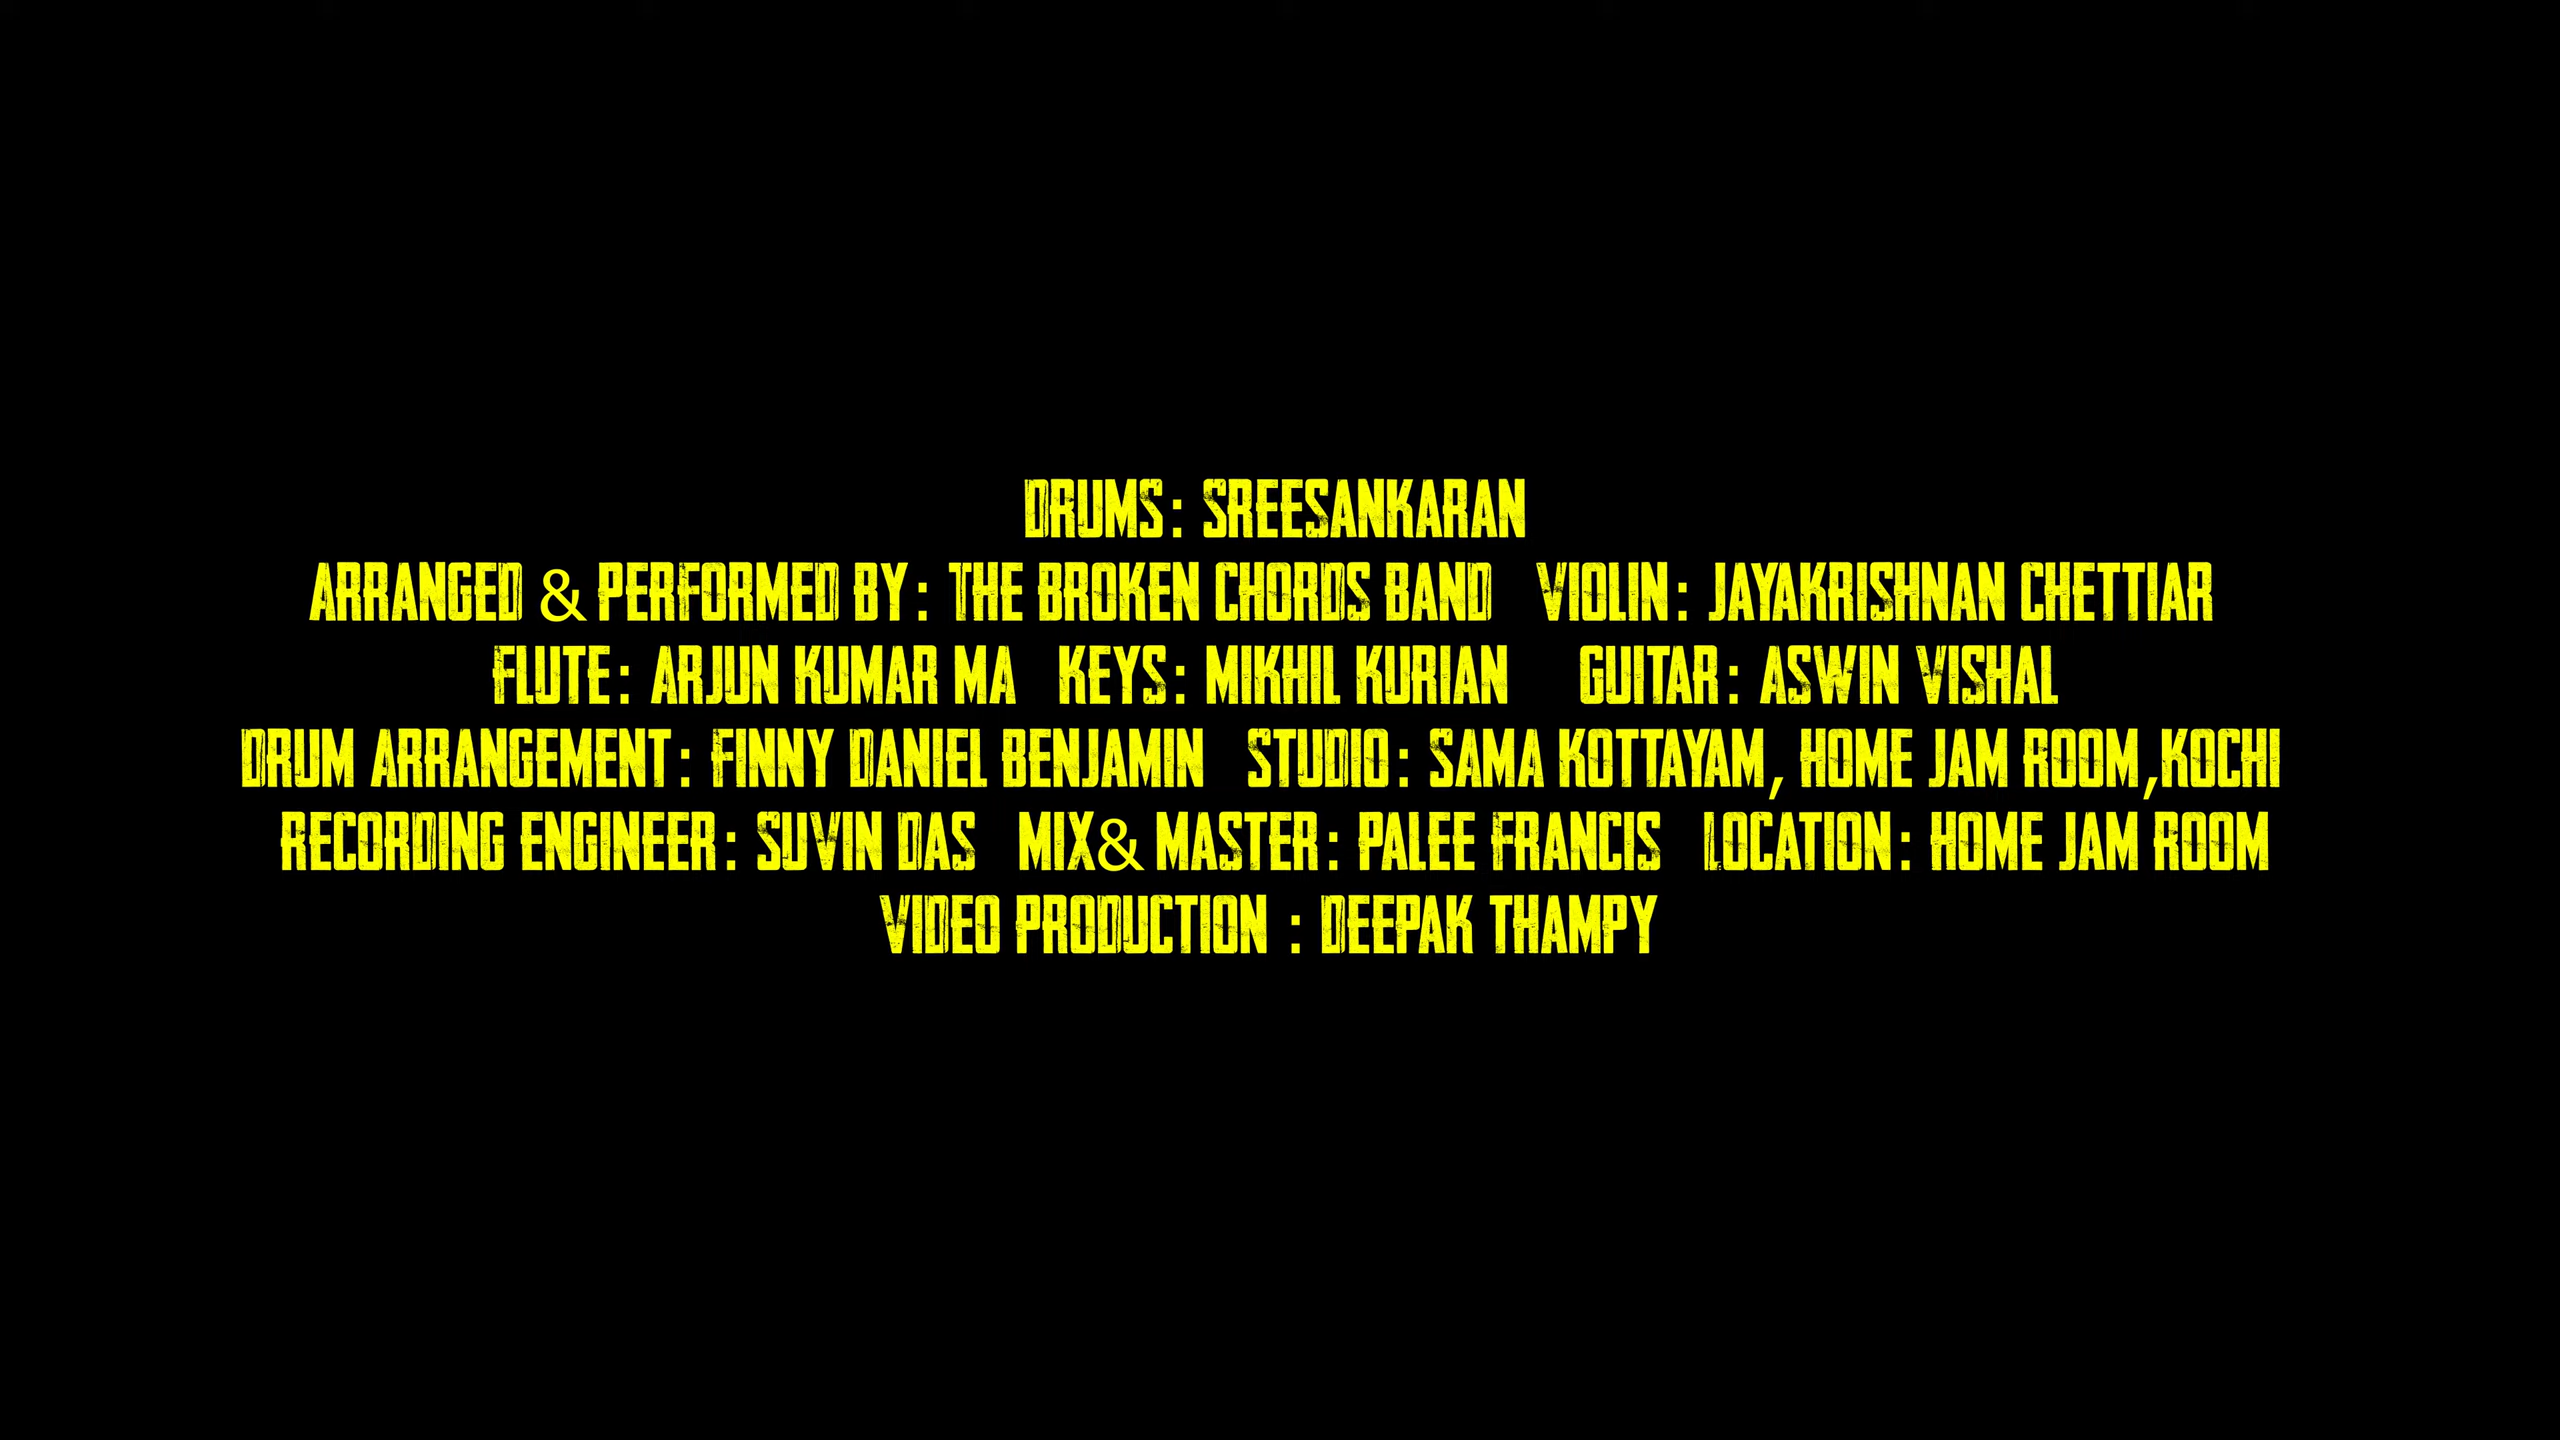 DRUMS: SREESANKARAN
ARRANGED & PERFORMED BY: THE BROKEN CHORDS BAND VIOLIN: JAYAKRISHNAN CHETTIAR
FLUTE: ARJUN KUMAR MA KEYS: MIKHIL KURIAN GUITAR: ASWIN VISHAL
DRUM ARRANGEMENT: FINNY DANIEL BENJAMIN STUDIO: SAMA KOTTAYAM, HOME JAM ROOM,KOCHI
RECORDING ENGINEER: SUVIN DAS MIX& MASTER: PALEE FRANCIS LOCATION: HOME JAM ROOM
VIDEO PRODUCTION : DEEPAK THAMPY